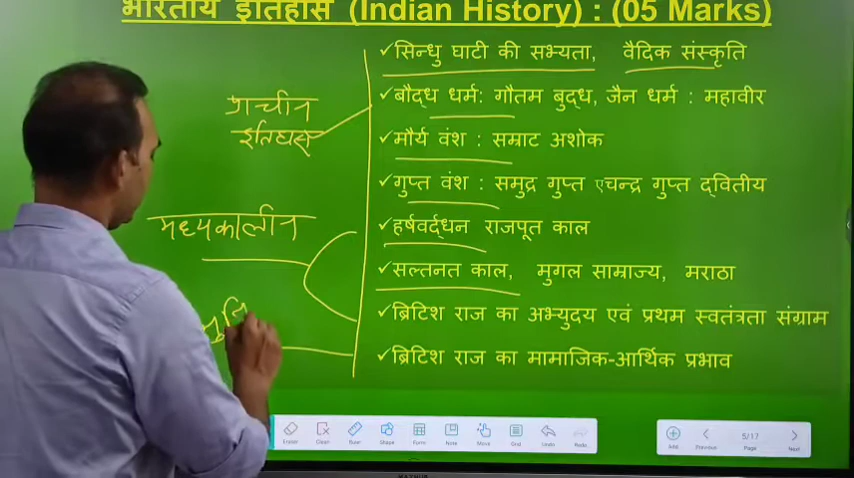 भारतीय इतिहास (Indian History) : (05 Marks)
✓सिन्धु घाटी की सभ्यता, वैदिक संस्कृति
✓बौद्ध धर्म: गौतम बुद्ध, जैन धर्म : महावीर
✓मौर्य वंश : सम्राट अशोक
✓गुप्त वंश : समुद्र गुप्त एचन्द्र गुप्त द्वितीय
✓हर्षवर्द्धन राजपूत काल
✓सल्तनत काल, मुगल साम्राज्य, मराठा
✓ब्रिटिश राज का अभ्युदय एवं प्रथम स्वतंत्रता संग्राम
✓ब्रिटिश राज का मामाजिक-आर्थिक प्रभाव
प्राचीन
इतिहास
मध्यकालीन
Eraser Clean Ruler Shape Form Note Move Grid Undo Redo
Add Previous 5/17 Page Next